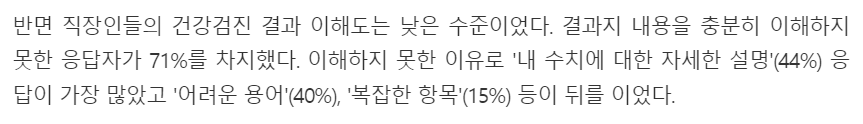 반면 직장인들의 건강검진 결과 이해도는 낮은 수준이었다. 결과지 내용을 충분히 이해하지
못한 응답자가 71%를 차지했다. 이해하지 못한 이유로 '내 수치에 대한 자세한 설명'(44%) 응
답이 가장 많았고 '어려운 용어'(40%), '복잡한 항목'(15%) 등이 뒤를 이었다.